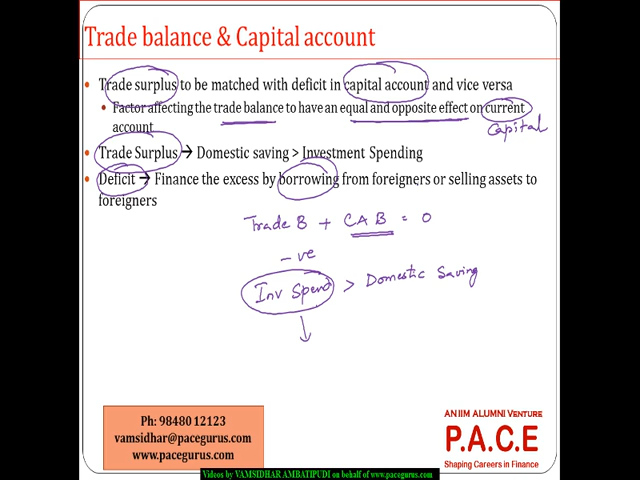 Trade balance & Capital account
• Trade surplus to be matched with deficit in capital account and vice versa
• Factor affecting the trade balance to have an equal and opposite effect on current
account
Capital
• Trade Surplus → Domestic saving > Investment Spending
• Deficit → Finance the excess by borrowing from foreigners or selling assets to
foreigners
Trade B + CAB = 0
-ve
Inv Spend > Domestic Saving
Ph: 98480 12123
vamsidhar@pacegurus.com
www.pacegurus.com
AN IIM ALUMNI VENTURE
P.A.C.E
Shaping Careers in Finance
Videos by VAMSIDHAR AMBATIPUDI on behalf of www.pacegurus.com